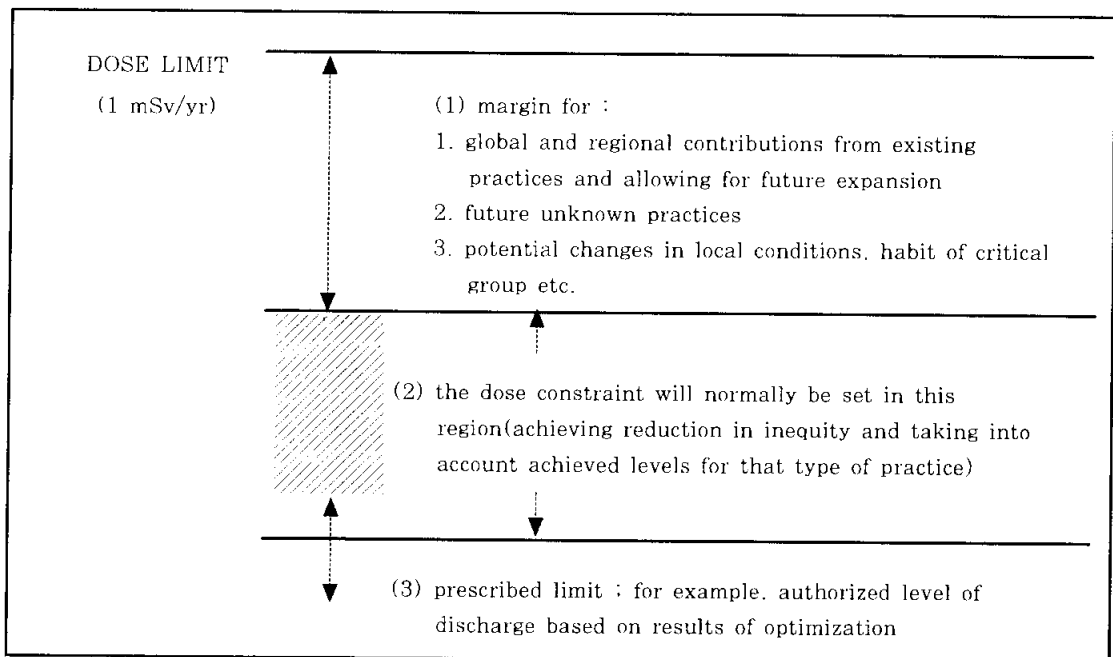 DOSE LIMIT
(1 mSv/yr)
(1) margin for :
1. global and regional contributions from existing
practices and allowing for future expansion
2. future unknown practices
3. potential changes in local conditions, habit of critical
group etc.
(2) the dose constraint will normally be set in this
region(achieving reduction in inequity and taking into
account achieved levels for that type of practice)
(3) prescribed limit ; for example, authorized level of
discharge based on results of optimization